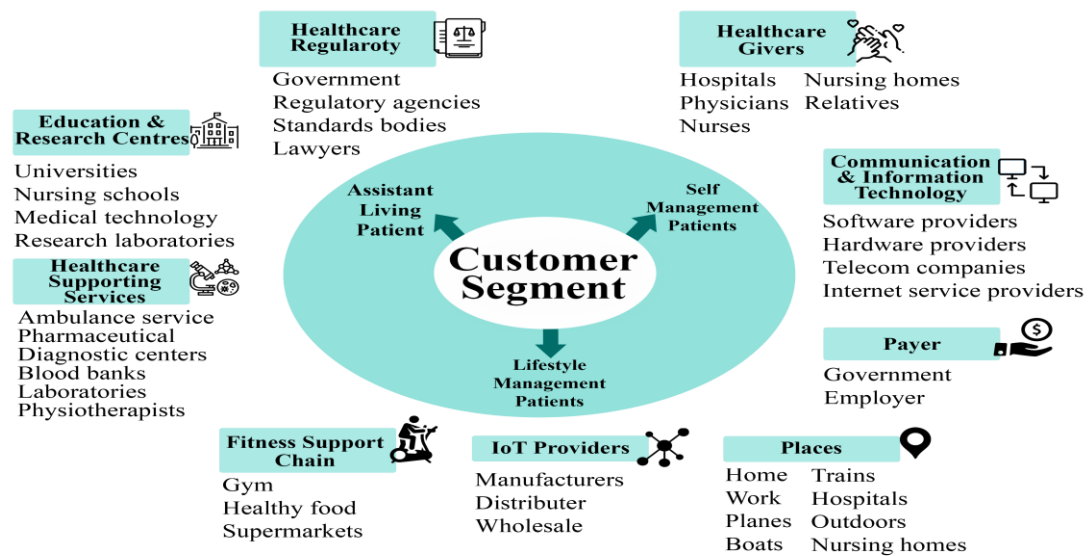 Healthcare
Regularoty
Government
Regulatory agencies
Standards bodies
Lawyers
Healthcare
Givers
Hospitals
Physicians
Nurses
Nursing homes
Relatives
Education &
Research Centres
Universities
Nursing schools
Medical technology
Research laboratories
Communication
& Information
Technology
Software providers
Hardware providers
Telecom companies
Internet service providers
Assistant
Living
Patient
Self
Management
Patients
Customer
Segment
Lifestyle
Management
Patients
Healthcare
Supporting
Services
Ambulance service
Pharmaceutical
Diagnostic centers
Blood banks
Laboratories
Physiotherapists
Payer
$
Government
Employer
Fitness Support
Chain
Gym
Healthy food
Supermarkets
IoT Providers
Manufacturers
Distributer
Wholesale
Places
Home
Work
Planes
Boats
Trains
Hospitals
Outdoors
Nursing homes